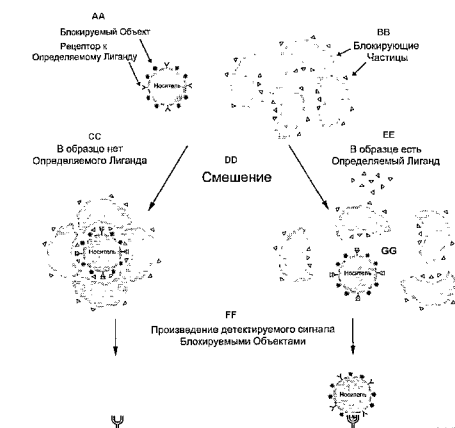 AA
Блокируемый Объект
Рецептор к
Определяемому Лиганду
Носитель
BB
Блокирующие
Частицы
CC
В образцо нет
Определяемого Лиганда
DD
Смешение
EE
В образце есть
Определяемый Лиганд
Носитель
GG
Носитель
FF
Произведение детектируемого сигнала
Блокируемыми Объектами
Носитель